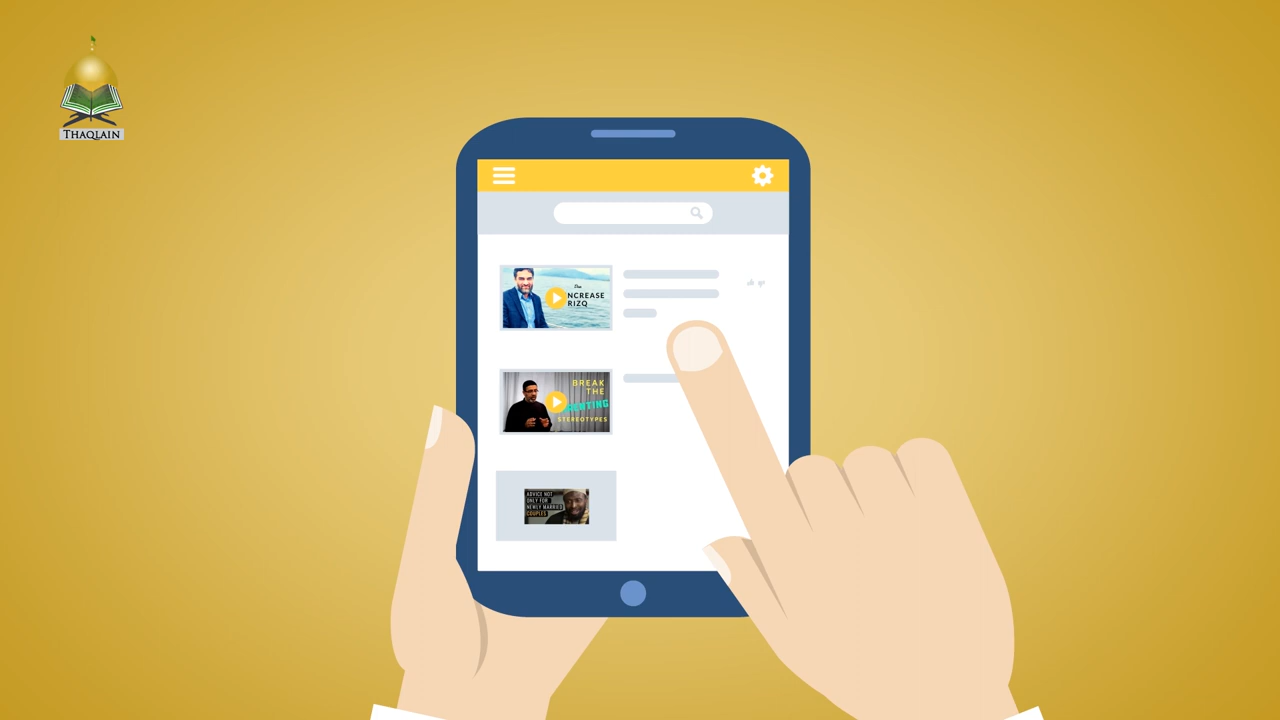 THAQLAIN
NCREASE
RIZQ
BREAK
THE
STEREOTYPES
ADVICE NOT
ONLY FOR
NEWLY MARRIED
COUPLES